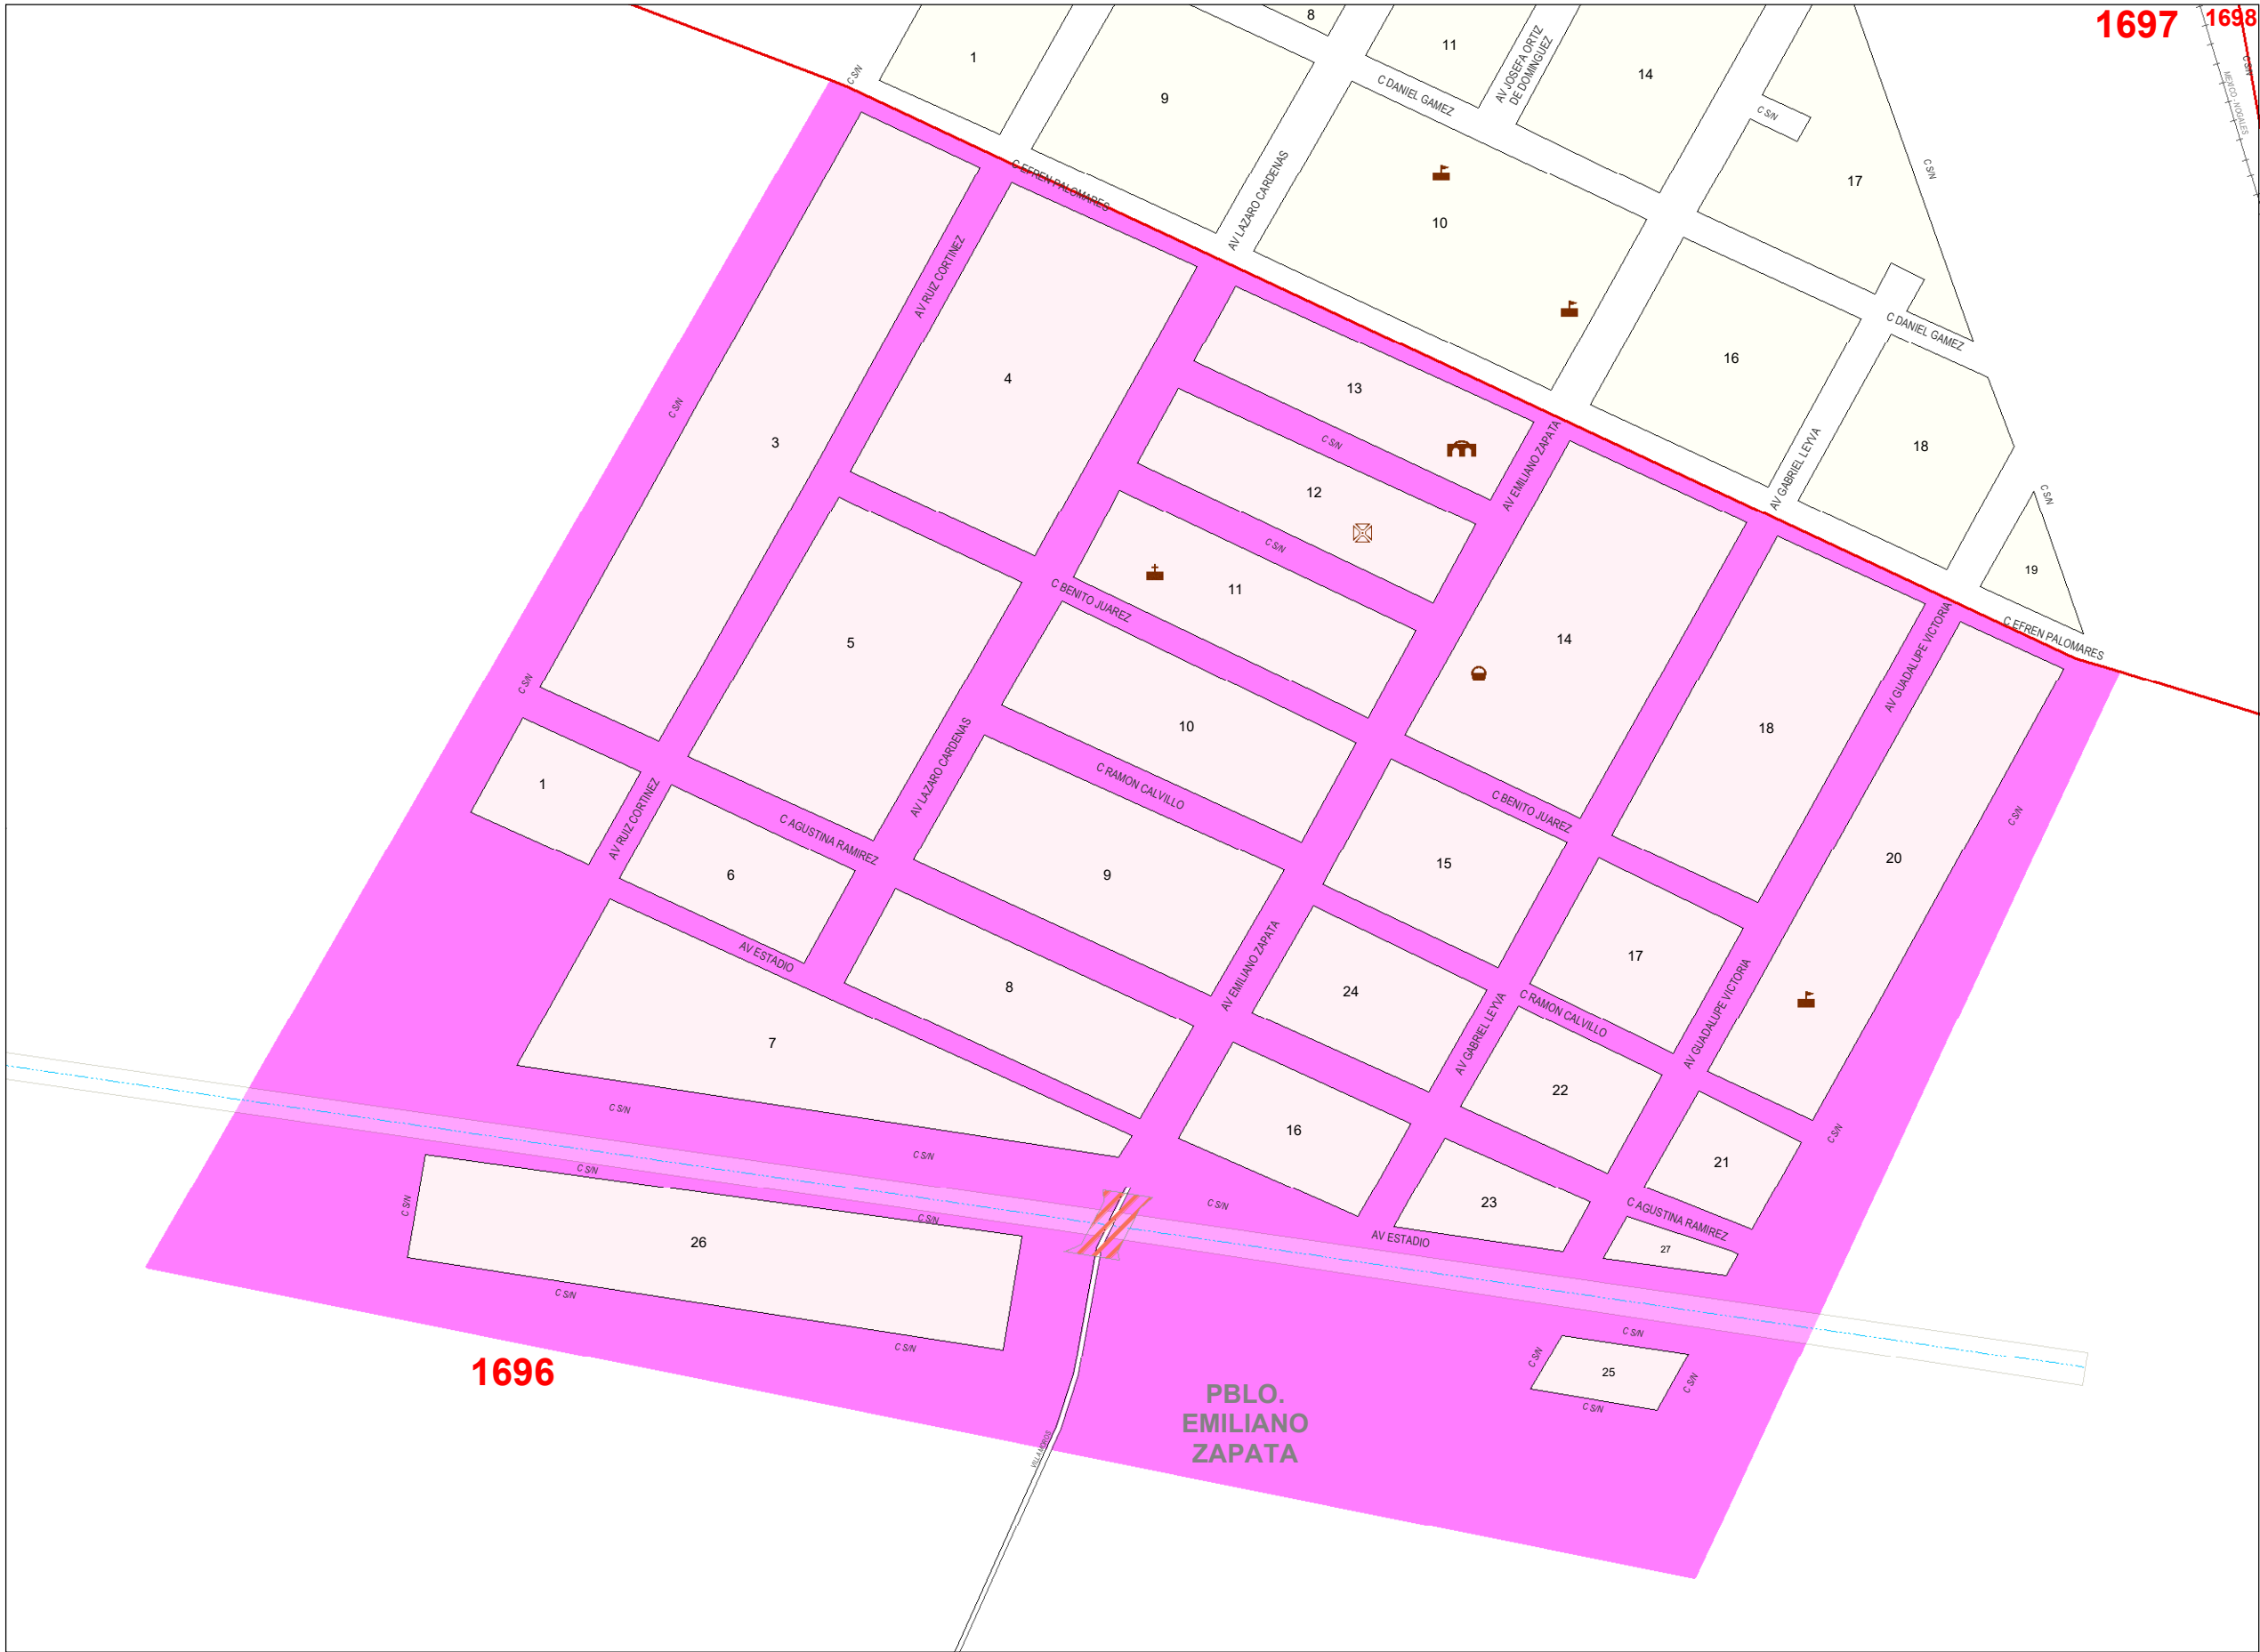 1697
1698
8
1
11
9
14
AV JOSEFA ORTIZ
DE DOMINGUEZ
C S/N
C S/N
MEXICO - NOGALES
C DANIEL GAMEZ
C S/N
17
C S/N
C EFREN PALOMARES
AV LAZARO CARDENAS
10
AV RUIZ CORTINEZ
C DANIEL GAMEZ
16
4
13
C S/N
3
C S/N
AV EMILIANO ZAPATA
AV GABRIEL LEYVA
18
C S/N
12
C S/N
11
C BENITO JUAREZ
19
C EFREN PALOMARES
5
14
AV GUADALUPE VICTORIA
C S/N
10
18
1
AV RUIZ CORTINEZ
AV LAZARO CARDENAS
C RAMON CALVILLO
C BENITO JUAREZ
C S/N
C AGUSTINA RAMIREZ
6
9
15
20
AV ESTADIO
8
AV EMILIANO ZAPATA
24
17
C RAMON CALVILLO
AV GABRIEL LEYVA
AV GUADALUPE VICTORIA
7
22
C S/N
C S/N
16
C S/N
21
C S/N
C S/N
C S/N
C S/N
23
C AGUSTINA RAMIREZ
C S/N
26
AV ESTADIO
27
C S/N
C S/N
C S/N
C S/N
25
C S/N
C S/N
C S/N
1696
PBLO.
EMILIANO
ZAPATA